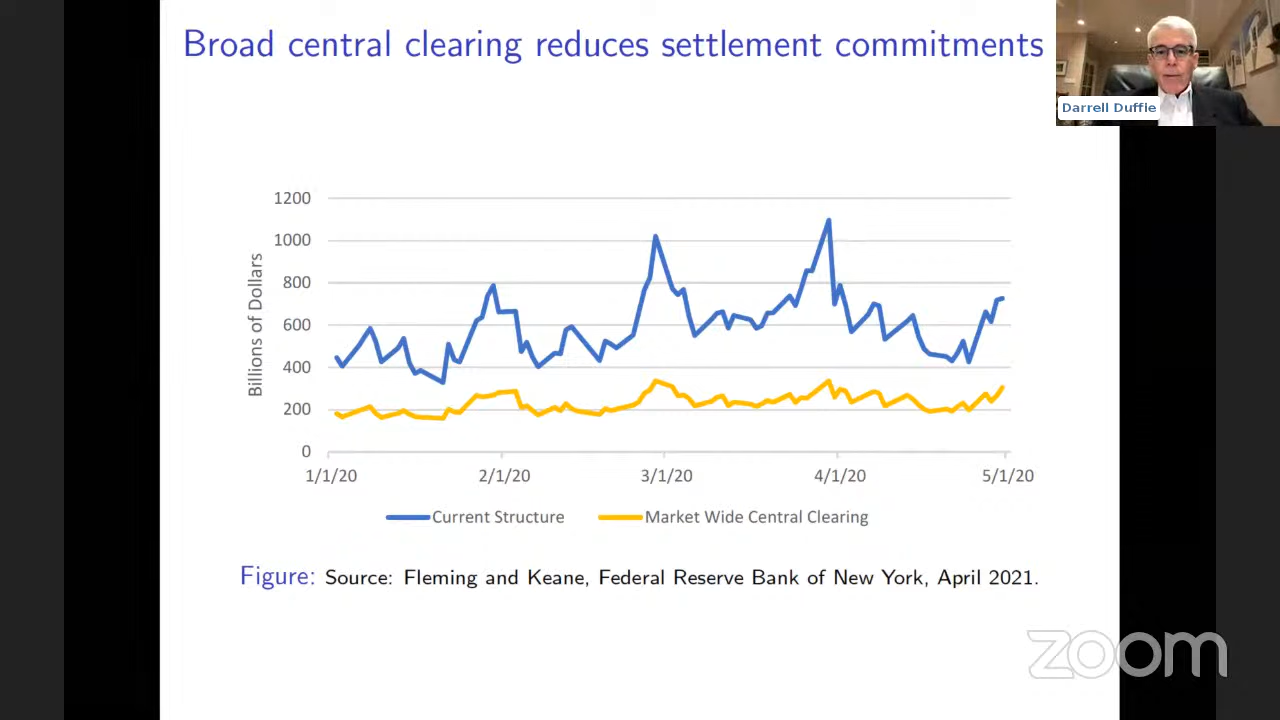 Broad central clearing reduces settlement commitments
Darrell Duffie
Billions of Dollars
1200
1000
800
600
400
200
0
1/1/20
2/1/20
3/1/20
4/1/20
5/1/20
Current Structure
Market Wide Central Clearing
Figure: Source: Fleming and Keane, Federal Reserve Bank of New York, April 2021.
zoom